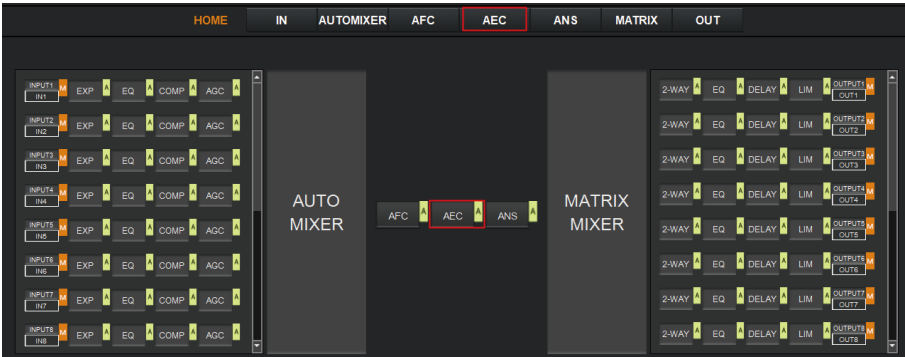 HOME IN AUTOMIXER AFC AEC ANS MATRIX OUT
INPUT1 M EXP A EQ A COMP A AGC A
IN1
INPUT2 M EXP A EQ A COMP A AGC A
IN2
INPUT3 M EXP A EQ A COMP A AGC A
IN3
INPUT4 M EXP A EQ A COMP A AGC A
IN4
INPUT5 M EXP A EQ A COMP A AGC A
IN5
INPUT6 M EXP A EQ A COMP A AGC A
IN6
INPUT7 M EXP A EQ A COMP A AGC A
IN7
INPUT8 M EXP A EQ A COMP A AGC A
IN8
AUTO
MIXER
AFC A AEC A ANS A
MATRIX
MIXER
2-WAY A EQ A DELAY A LIM A OUTPUT1 M
OUT1
2-WAY A EQ A DELAY A LIM A OUTPUT2 M
OUT2
2-WAY A EQ A DELAY A LIM A OUTPUT3 M
OUT3
2-WAY A EQ A DELAY A LIM A OUTPUT4 M
OUT4
2-WAY A EQ A DELAY A LIM A OUTPUT5 M
OUT5
2-WAY A EQ A DELAY A LIM A OUTPUT6 M
OUT6
2-WAY A EQ A DELAY A LIM A OUTPUT7 M
OUT7
2-WAY A EQ A DELAY A LIM A OUTPUT8 M
OUT8